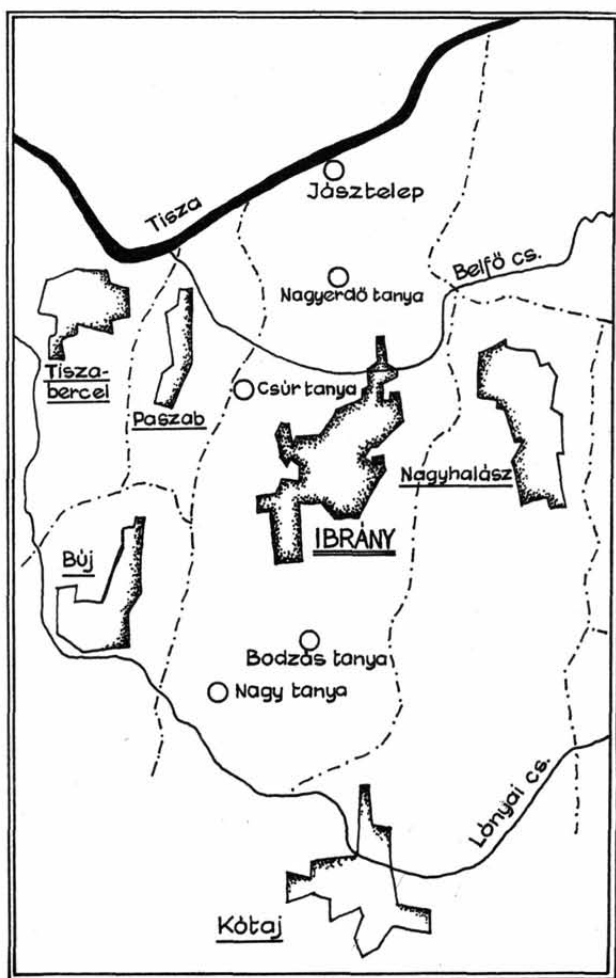 Tisza
Jásztelep
Belfő cs.
Nagyerdő tanya
Tisza-
bercel
Paszab
Csűr tanya
Nagyhalász
IBRÁNY
Búj
Bodzás tanya
Nagy tanya
Lónyai cs.
Kótaj